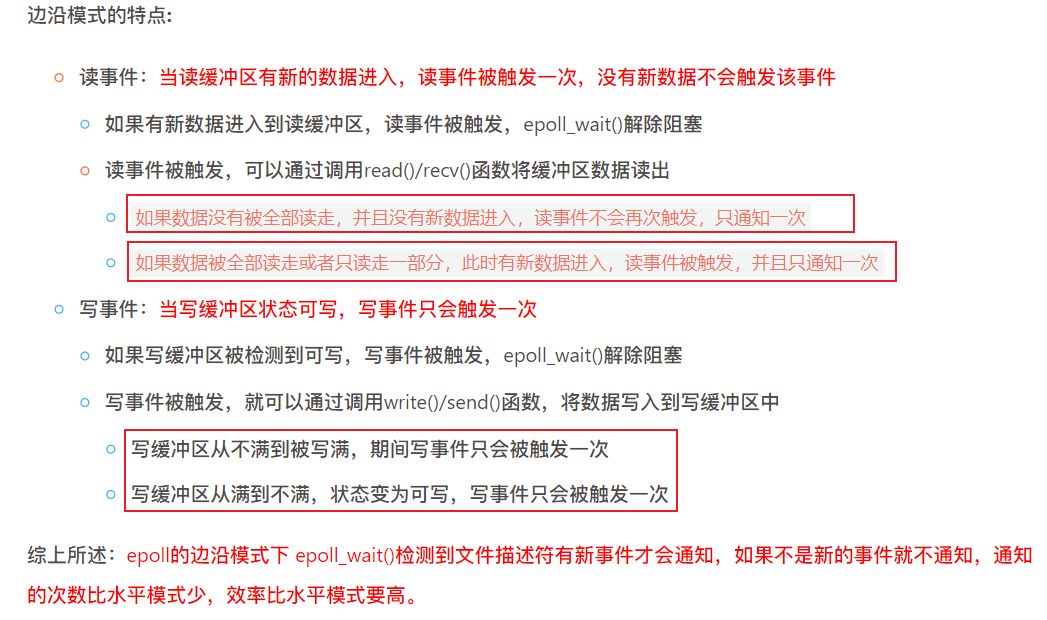 边沿模式的特点:
读事件：当读缓冲区有新的数据进入，读事件被触发一次，没有新数据不会触发该事件
如果有新数据进入到读缓冲区，读事件被触发，epoll_wait()解除阻塞
读事件被触发，可以通过调用read()/recv()函数将缓冲区数据读出
如果数据没有被全部读走，并且没有新数据进入，读事件不会再次触发，只通知一次
如果数据被全部读走或者只读走一部分，此时有新数据进入，读事件被触发，并且只通知一次
写事件：当写缓冲区状态可写，写事件只会触发一次
如果写缓冲区被检测到可写，写事件被触发，epoll_wait()解除阻塞
写事件被触发，就可以通过调用write()/send()函数，将数据写入到写缓冲区中
写缓冲区从不满到被写满，期间写事件只会被触发一次
写缓冲区从满到不满，状态变为可写，写事件只会被触发一次
综上所述：epoll的边沿模式下 epoll_wait()检测到文件描述符有新事件才会通知，如果不是新的事件就不通知，通知
的次数比水平模式少，效率比水平模式要高。